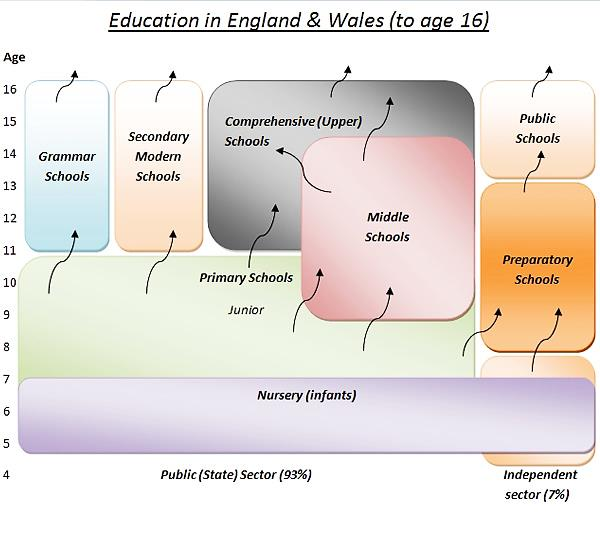 Education in England & Wales (to age 16)
Age
16
15
14
13
12
11
10
9
8
7
6
5
4
Grammar
Schools
Secondary
Modern
Schools
Comprehensive (Upper)
Schools
Middle
Schools
Public
Schools
Preparatory
Schools
Primary Schools
Junior
Nursery (infants)
Public (State) Sector (93%)
Independent
sector (7%)